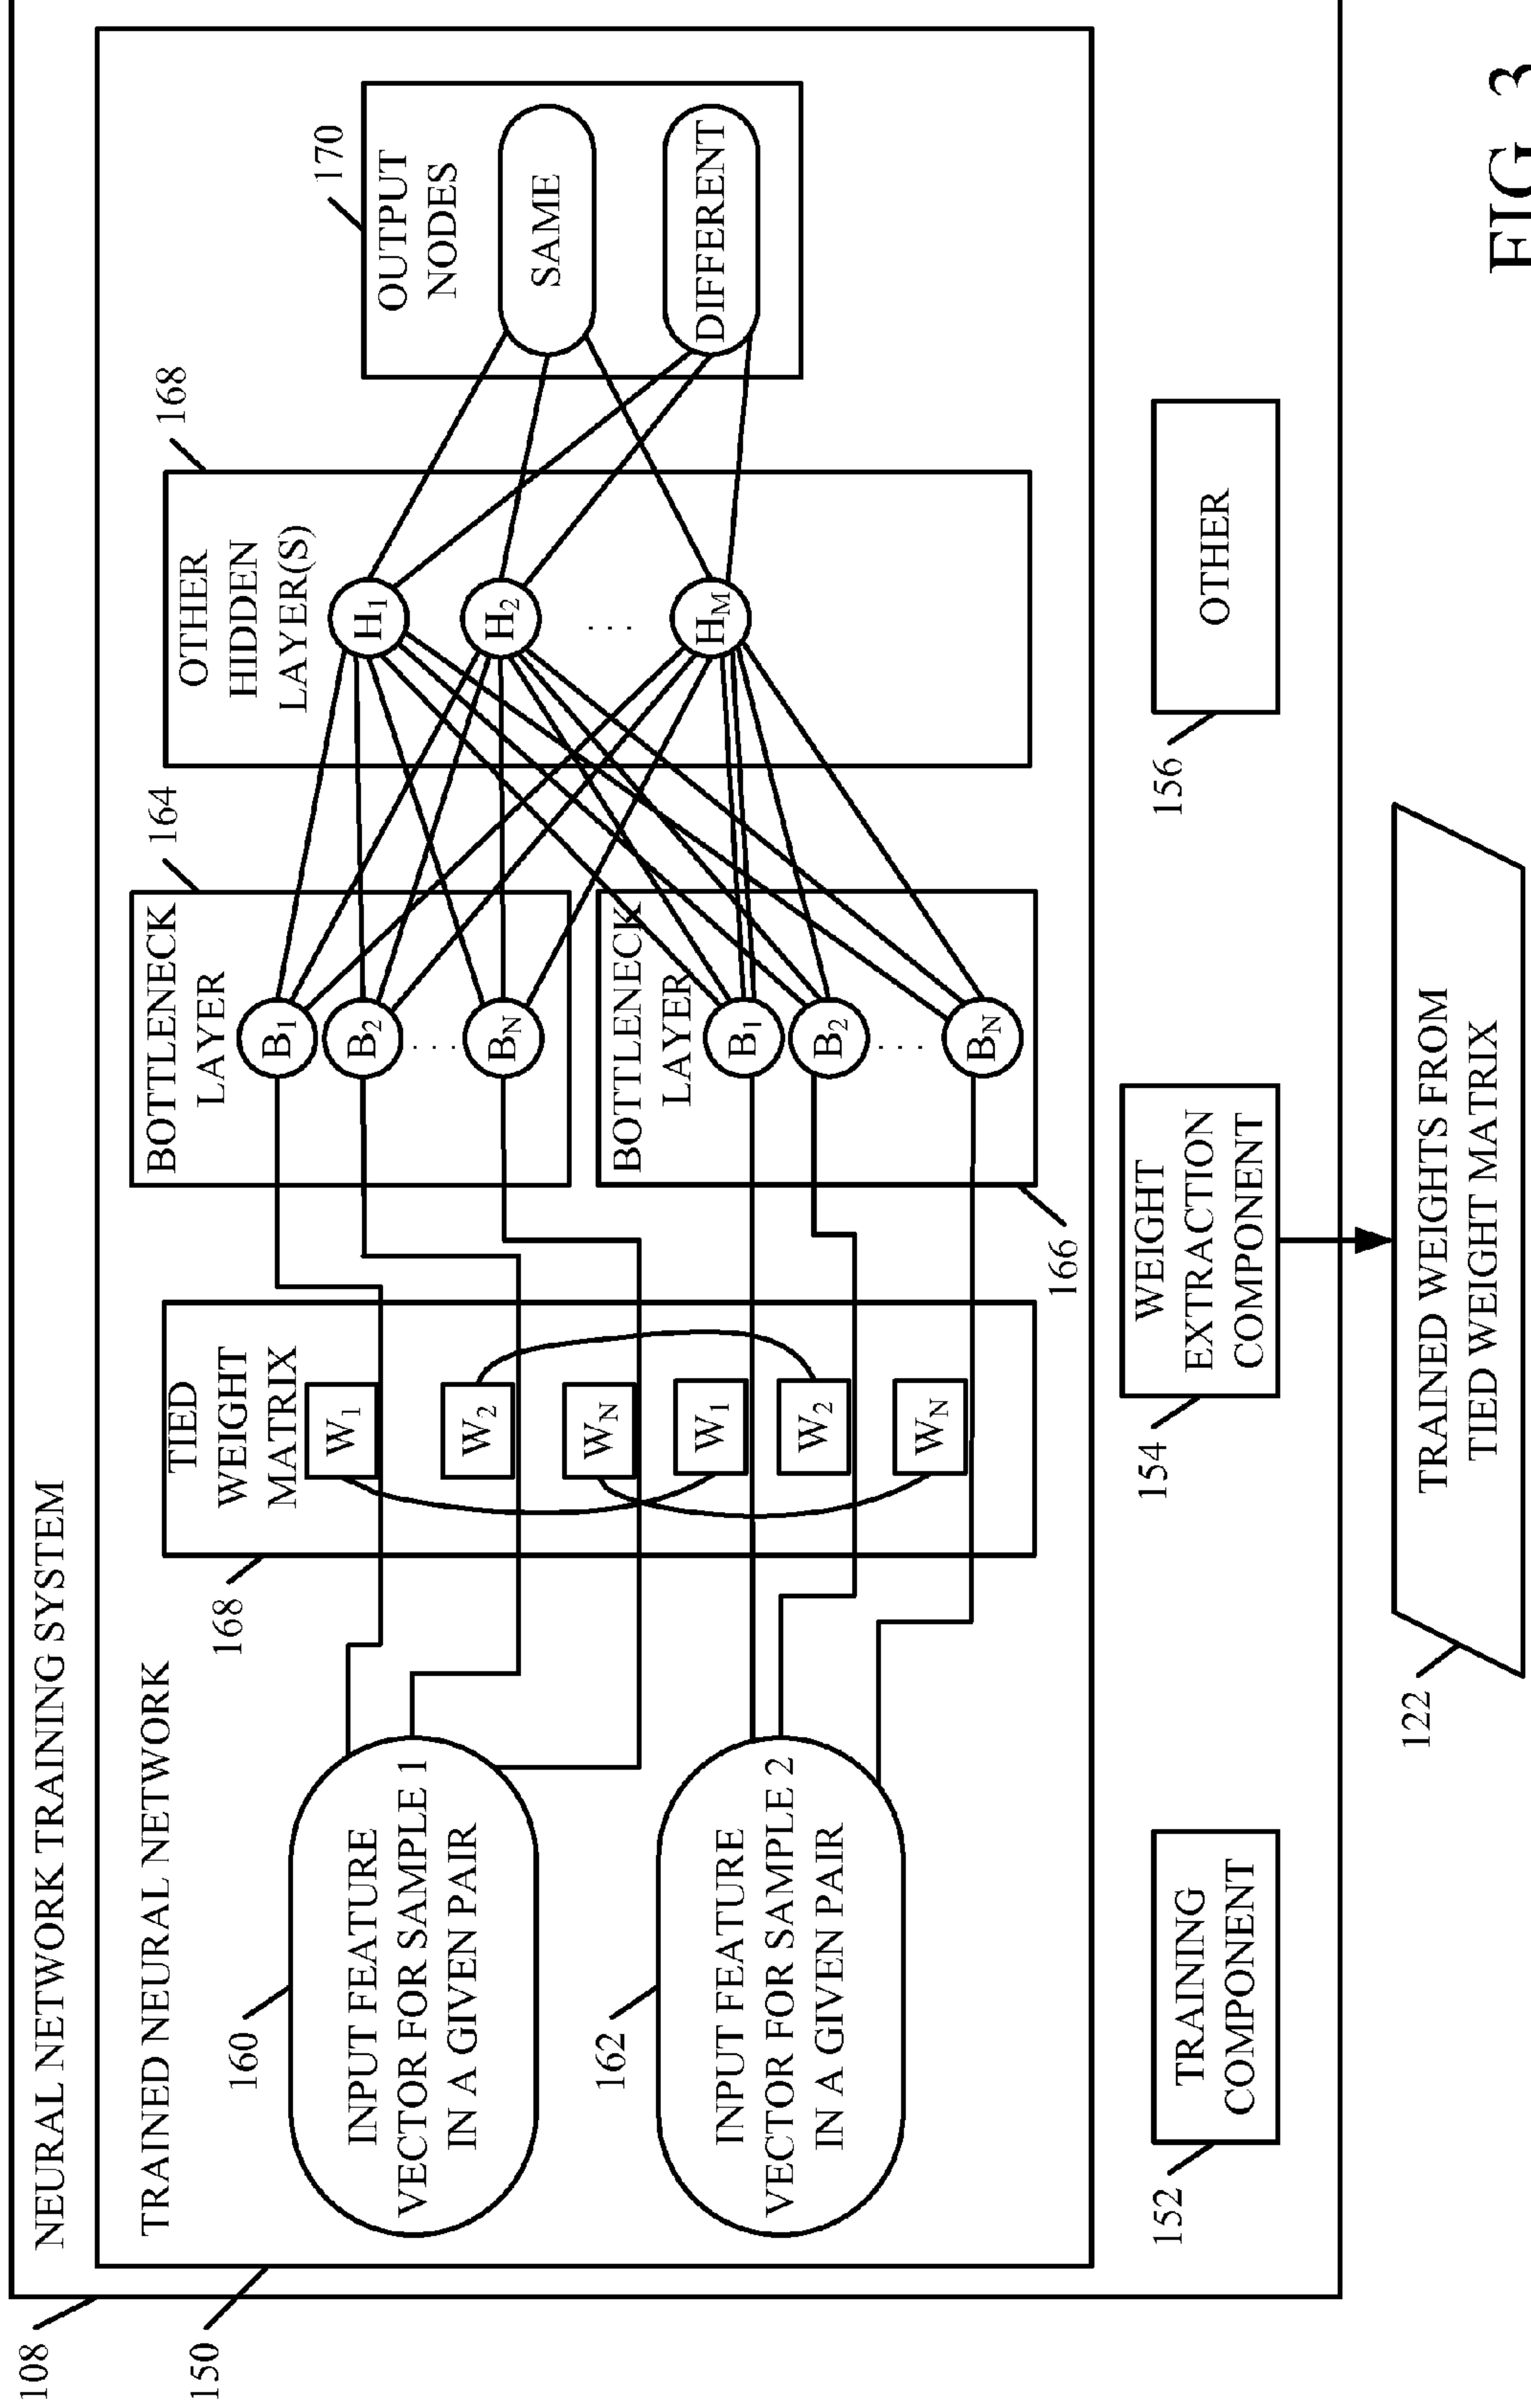 108
NEURAL NETWORK TRAINING SYSTEM
150
TRAINED NEURAL NETWORK
160
INPUT FEATURE
VECTOR FOR SAMPLE 1
IN A GIVEN PAIR
162
INPUT FEATURE
VECTOR FOR SAMPLE 2
IN A GIVEN PAIR
168
TIED
WEIGHT
MATRIX
W1
W2
WN
W1
W2
WN
164
BOTTLENECK
LAYER
B1
B2
...
BN
BOTTLENECK
LAYER
B1
B2
...
BN
166
168
OTHER
HIDDEN
LAYER(S)
H1
H2
...
HM
170
OUTPUT
NODES
SAME
DIFFERENT
152
TRAINING
COMPONENT
154
WEIGHT
EXTRACTION
COMPONENT
156
OTHER
122
TRAINED WEIGHTS FROM
TIED WEIGHT MATRIX
FIG. 3